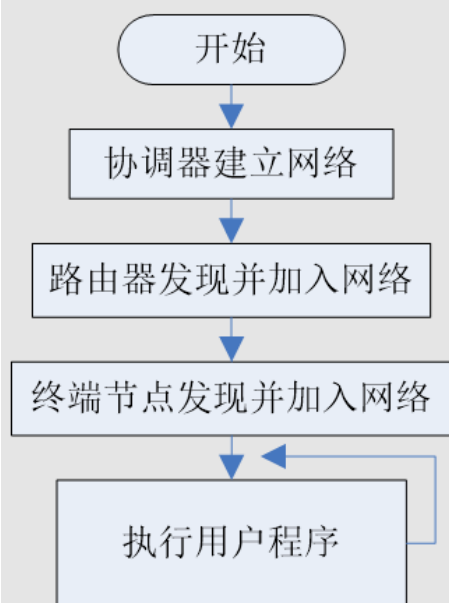 开始
协调器建立网络
路由器发现并加入网络
终端节点发现并加入网络
执行用户程序